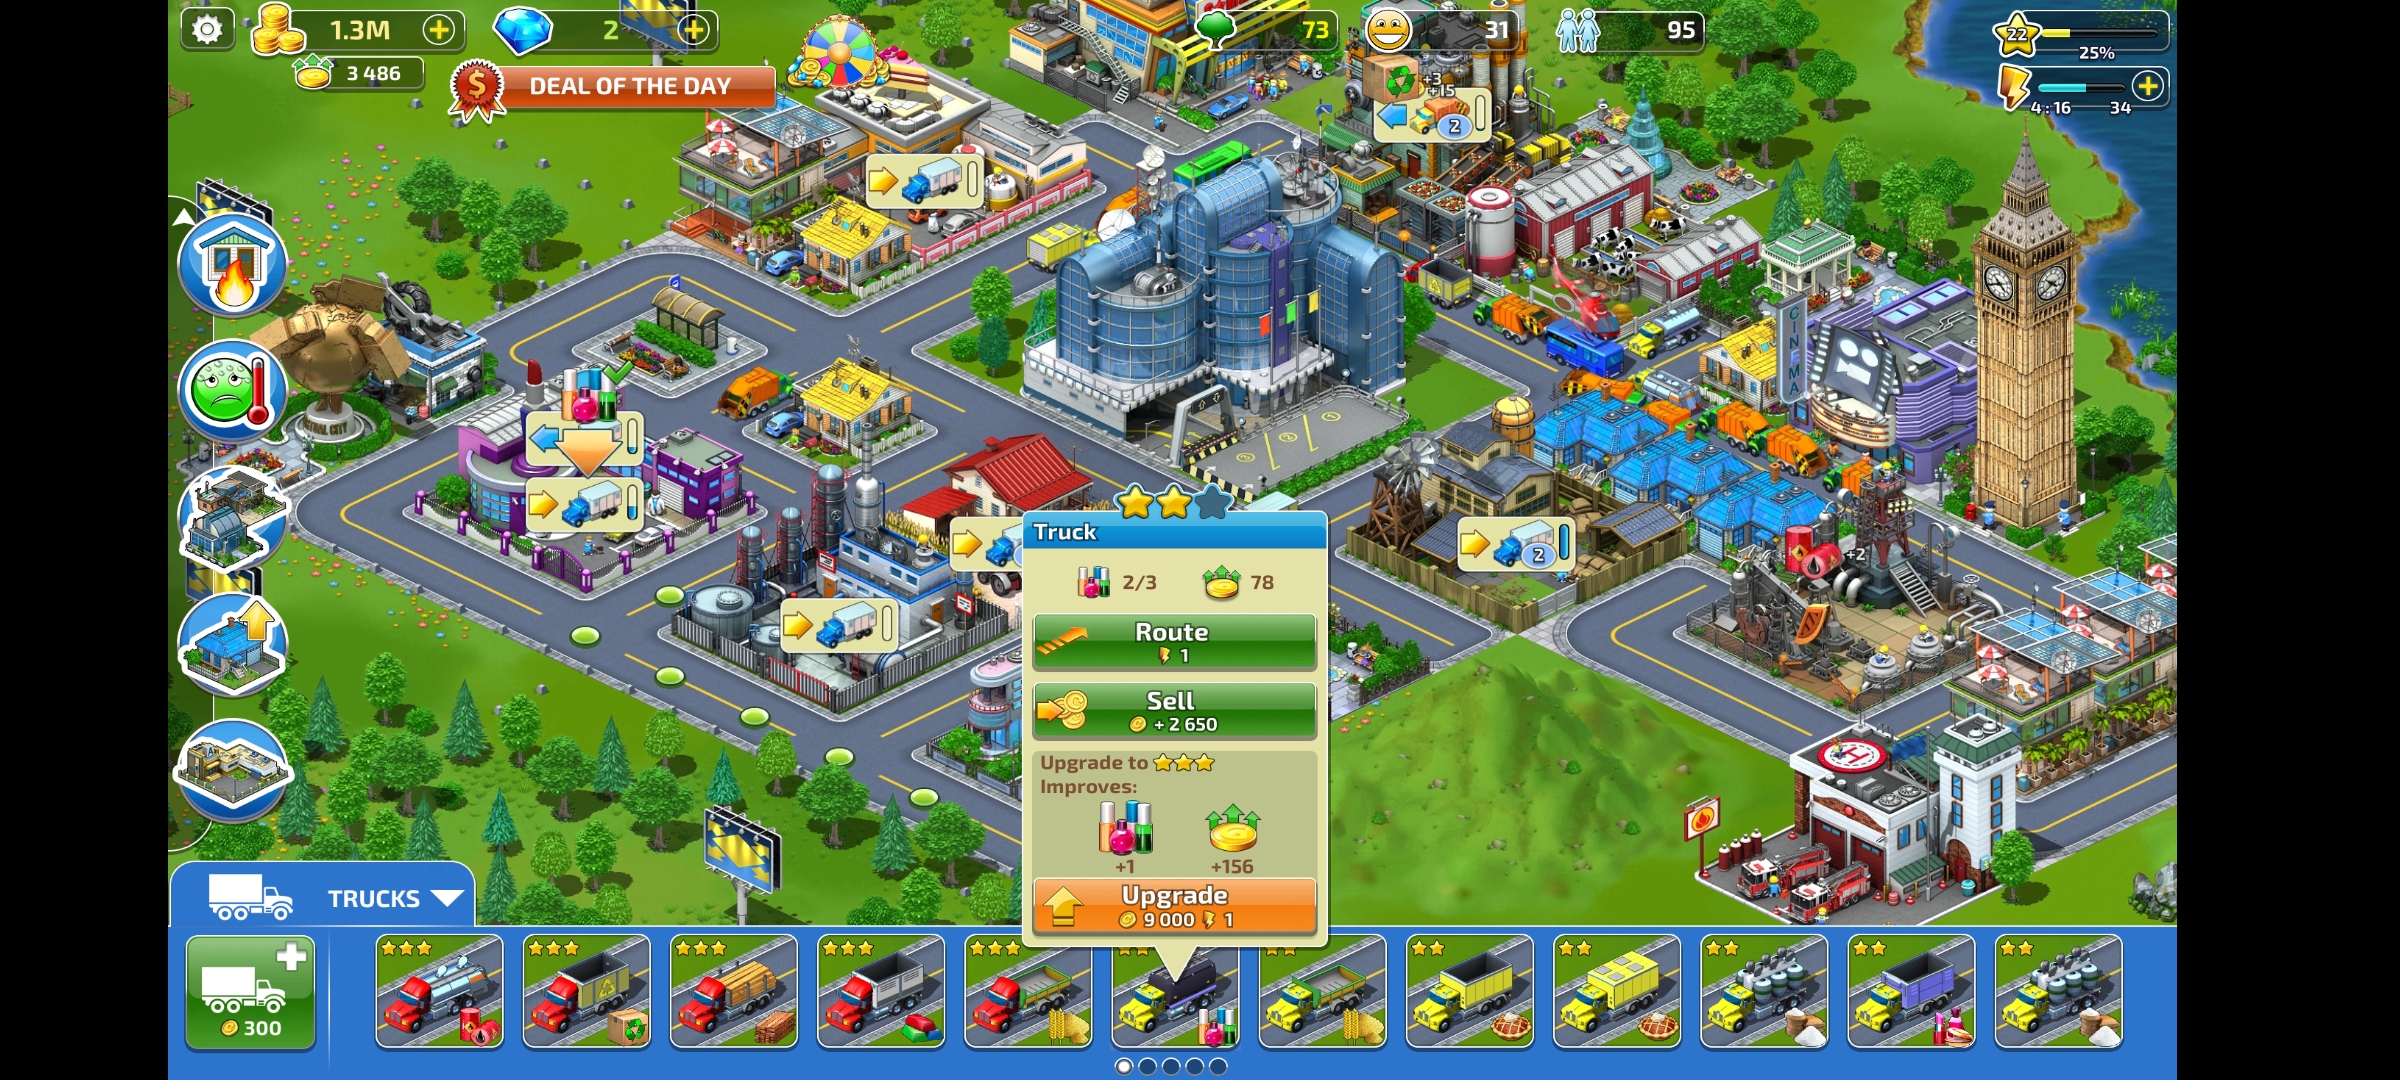 1.3M
2
73
31
95
22
25%
3 486
DEAL OF THE DAY
+3
+15
2
4:16
34
CINEMA
2
+2
Truck
2/3
78
Route
1
Sell
+ 2 650
Upgrade to
Improves:
+1
+156
Upgrade
9 000
1
TRUCKS
300